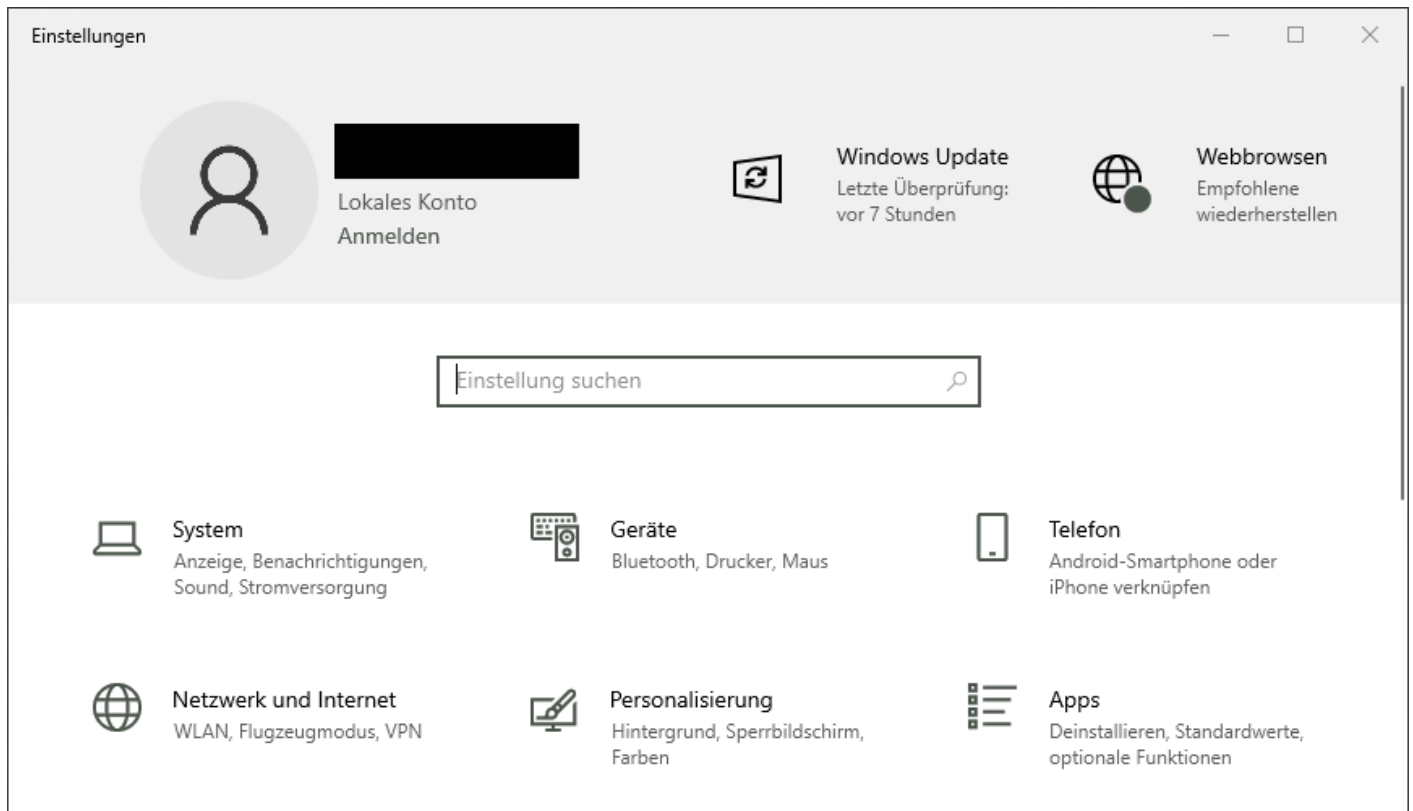 Einstellungen
Lokales Konto
Anmelden
Windows Update
Letzte Überprüfung:
vor 7 Stunden
Webbrowsen
Empfohlene
wiederherstellen
Einstellung suchen
System
Anzeige, Benachrichtigungen,
Sound, Stromversorgung
Geräte
Bluetooth, Drucker, Maus
Telefon
Android-Smartphone oder
iPhone verknüpfen
Netzwerk und Internet
WLAN, Flugzeugmodus, VPN
Personalisierung
Hintergrund, Sperrbildschirm,
Farben
Apps
Deinstallieren, Standardwerte,
optionale Funktionen